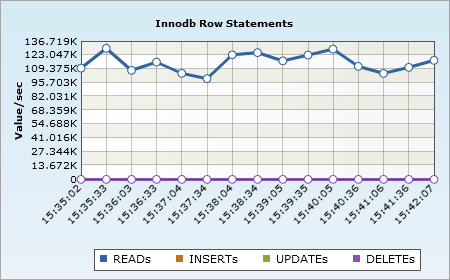 Innodb Row Statements
Value/sec
136.719K
123.047K
109.375K
95.703K
82.031K
68.359K
54.688K
41.016K
27.344K
13.672K
0
15:35:02
15:35:33
15:36:03
15:36:33
15:37:04
15:37:34
15:38:04
15:38:34
15:39:05
15:39:35
15:40:05
15:40:36
15:41:06
15:41:36
15:42:07
READs INSERTs UPDATEs DELETEs